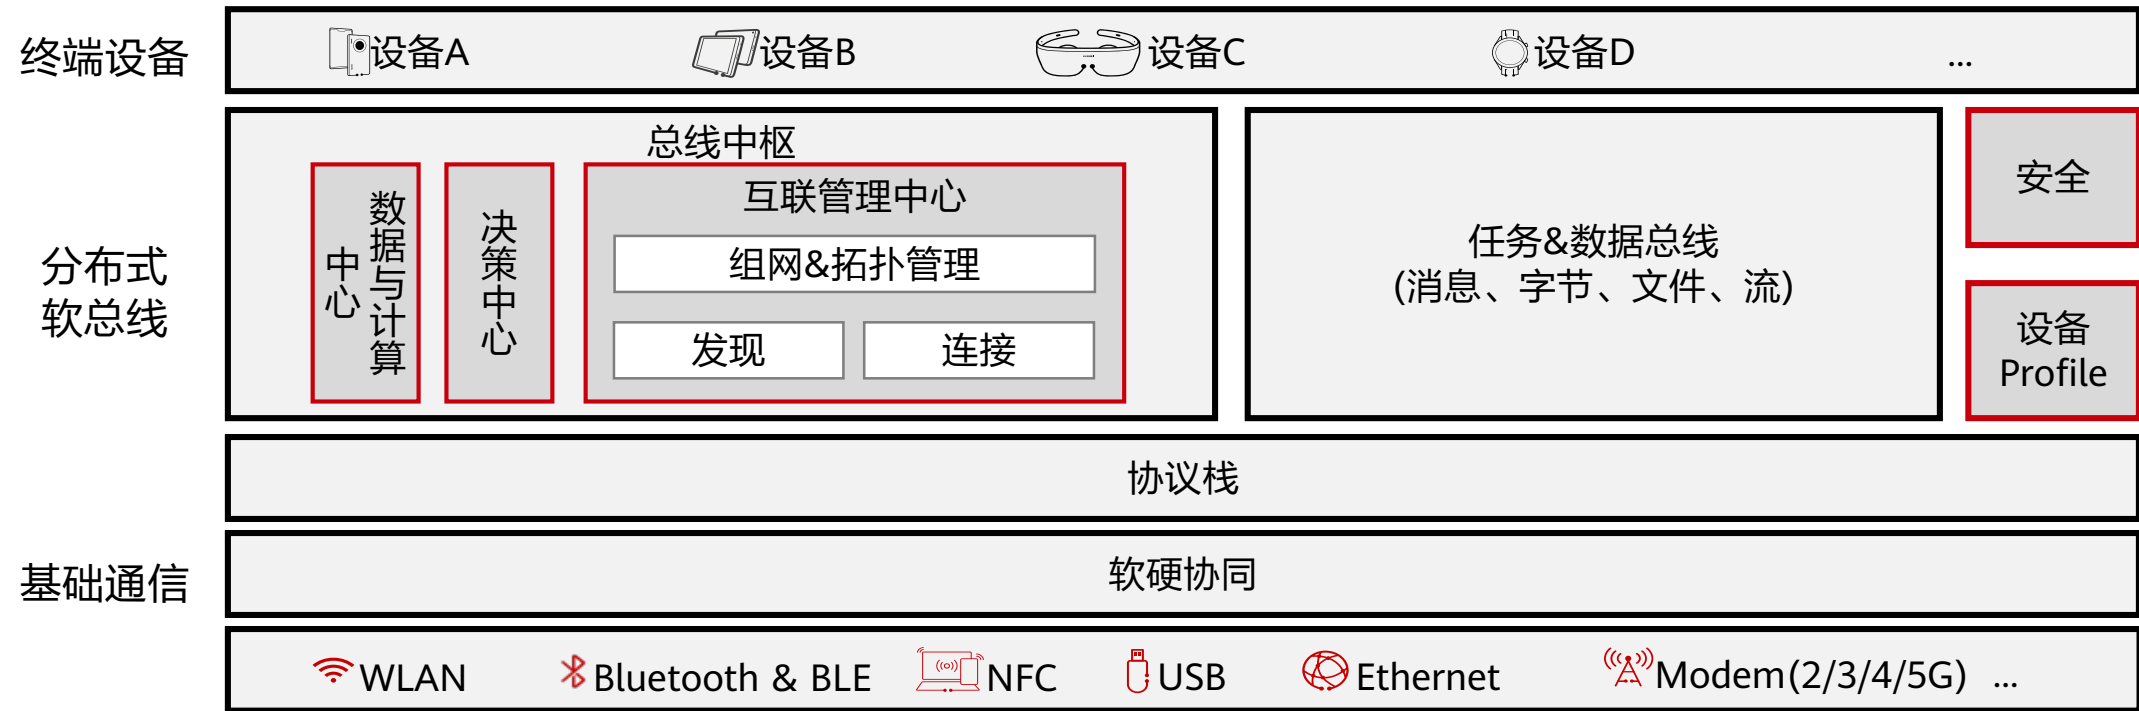 终端设备
设备A
设备B
设备C
设备D
...
分布式
软总线
总线中枢
数据与计算
中心
决策中心
互联管理中心
组网&拓扑管理
发现
连接
任务&数据总线
(消息、字节、文件、流)
安全
设备
Profile
协议栈
基础通信
软硬协同
WLAN
Bluetooth & BLE
NFC
USB
Ethernet
Modem(2/3/4/5G)
...